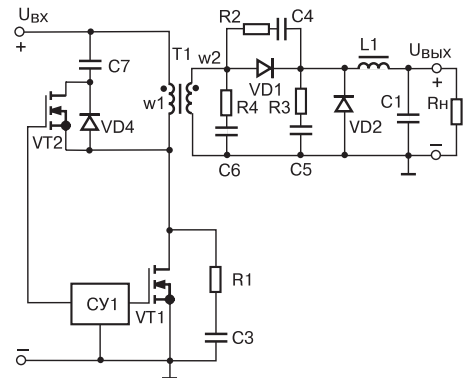 UВХ
+
C7
T1
w1
w2
R2
C4
VD1
R4
R3
C6
C5
VD2
L1
UВЫХ
+
C1
RН
−
VT2
VD4
СУ1
VT1
R1
C3
−